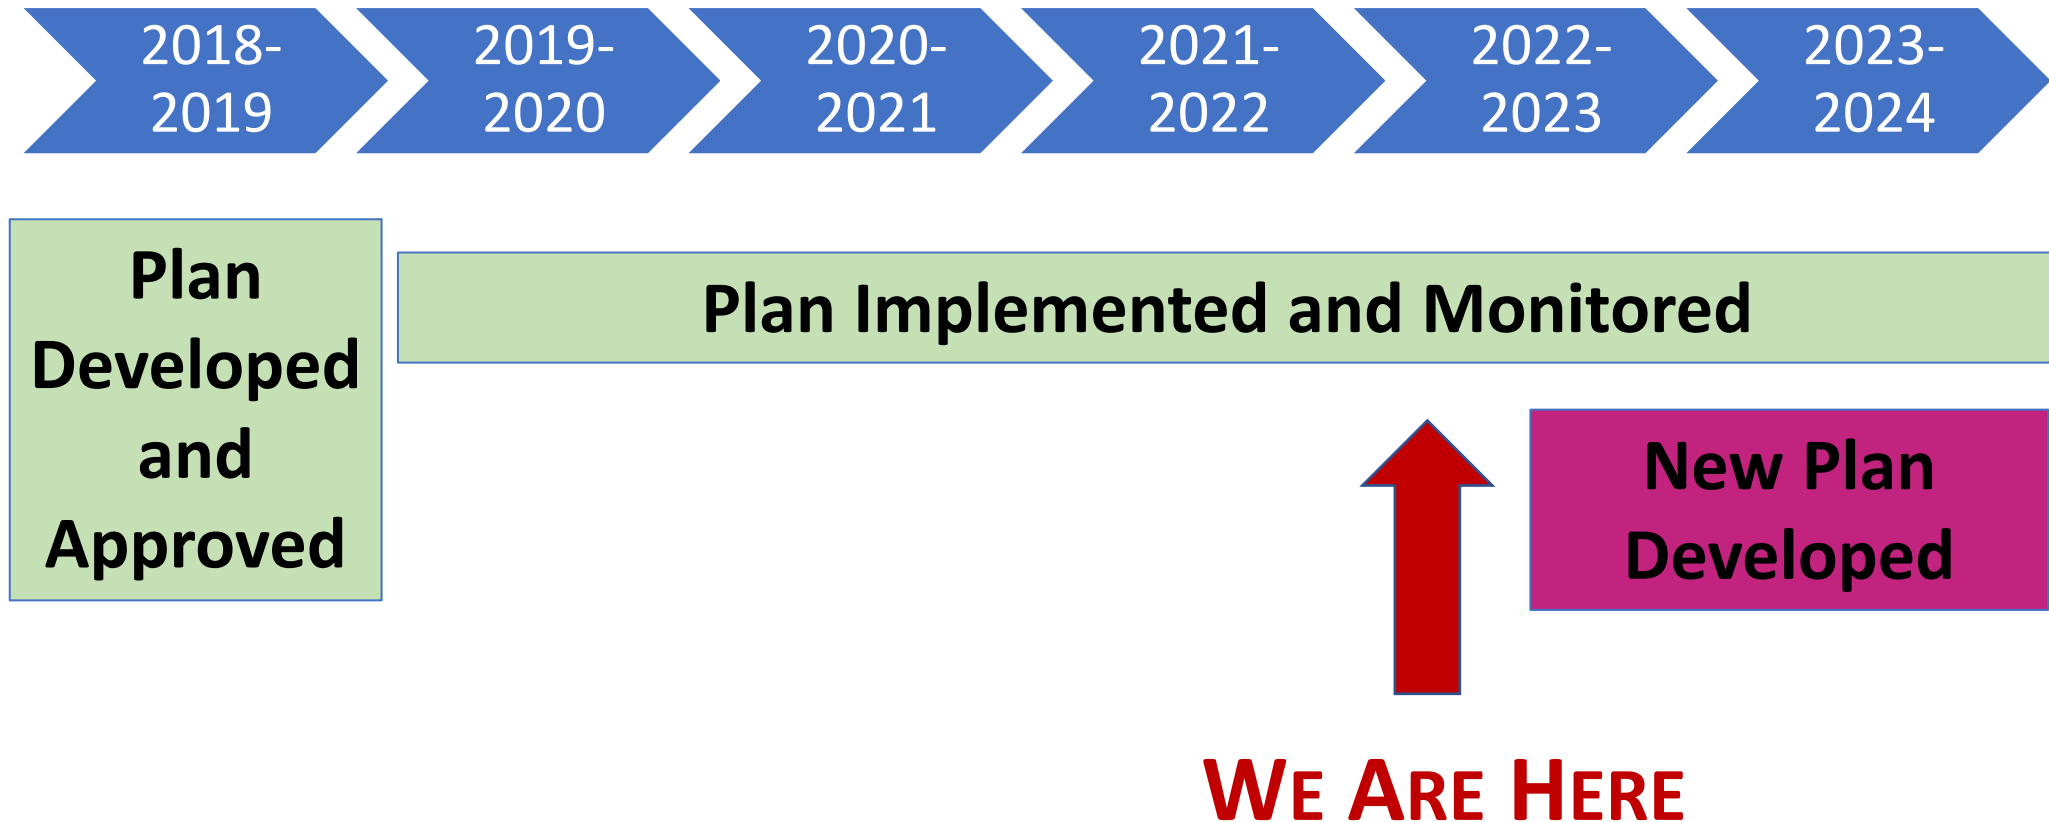 2018-
2019
2019-
2020
2020-
2021
2021-
2022
2022-
2023
2023-
2024
Plan
Developed
and
Approved
Plan Implemented and Monitored
New Plan
Developed
WE ARE HERE